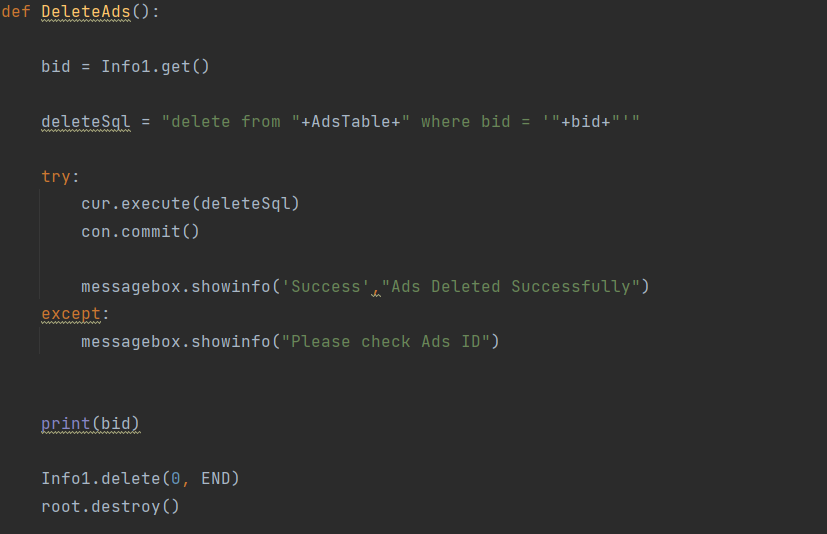 def DeleteAds():
bid = Info1.get()
deleteSql = "delete from "+AdsTable+" where bid = '"+bid+"'"
try:
cur.execute(deleteSql)
con.commit()
messagebox.showinfo('Success',"Ads Deleted Successfully")
except:
messagebox.showinfo("Please check Ads ID")
print(bid)
Info1.delete(0, END)
root.destroy()